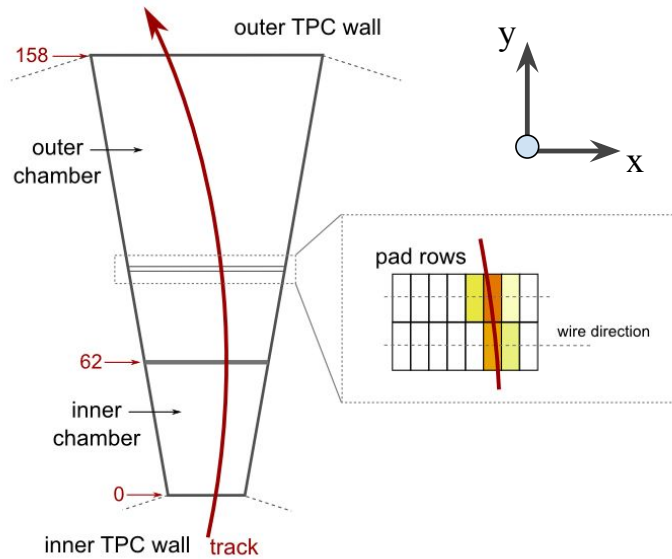 outer TPC wall
158
y
x
outer
chamber
pad rows
wire direction
62
inner
chamber
0
inner TPC wall
track